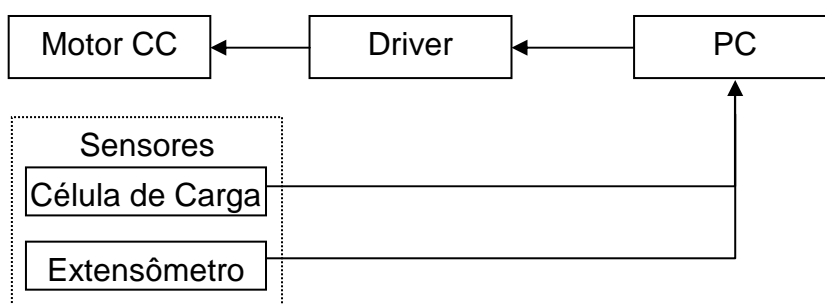 Motor CC
Driver
PC
Sensores
Célula de Carga
Extensômetro